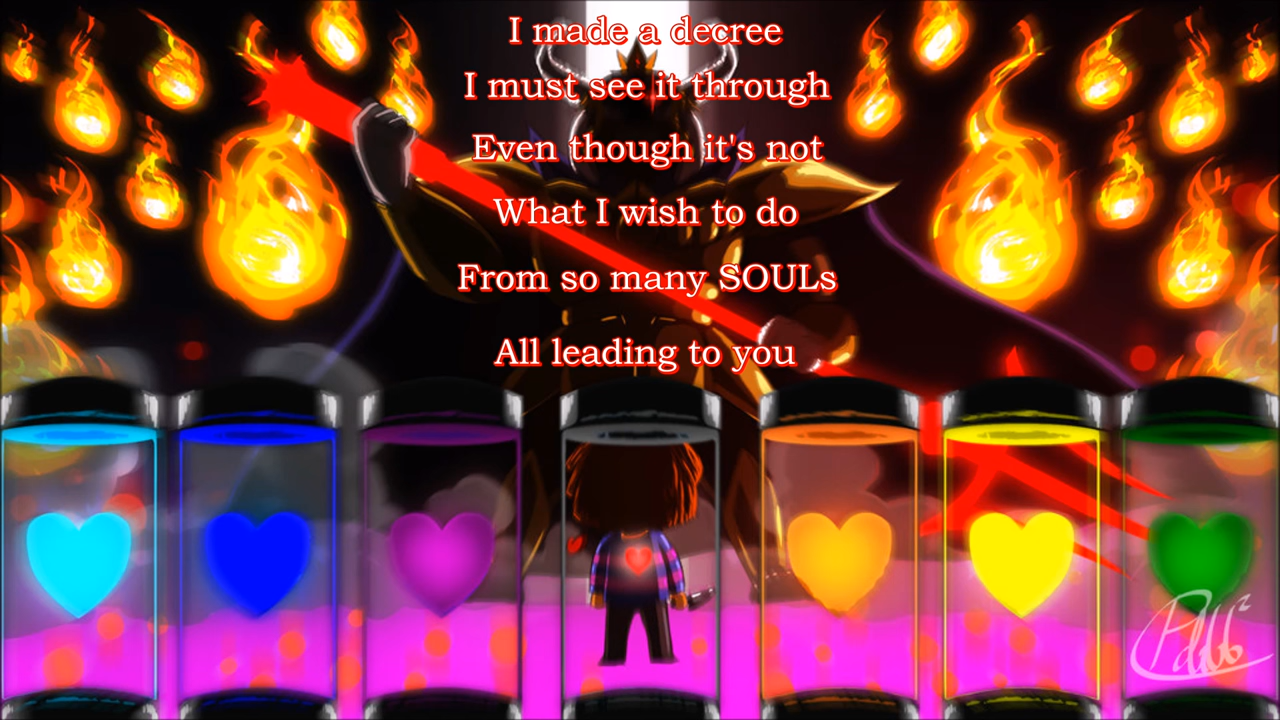 I made a decree
I must see it through
Even though it's not
What I wish to do
From so many SOULs
All leading to you